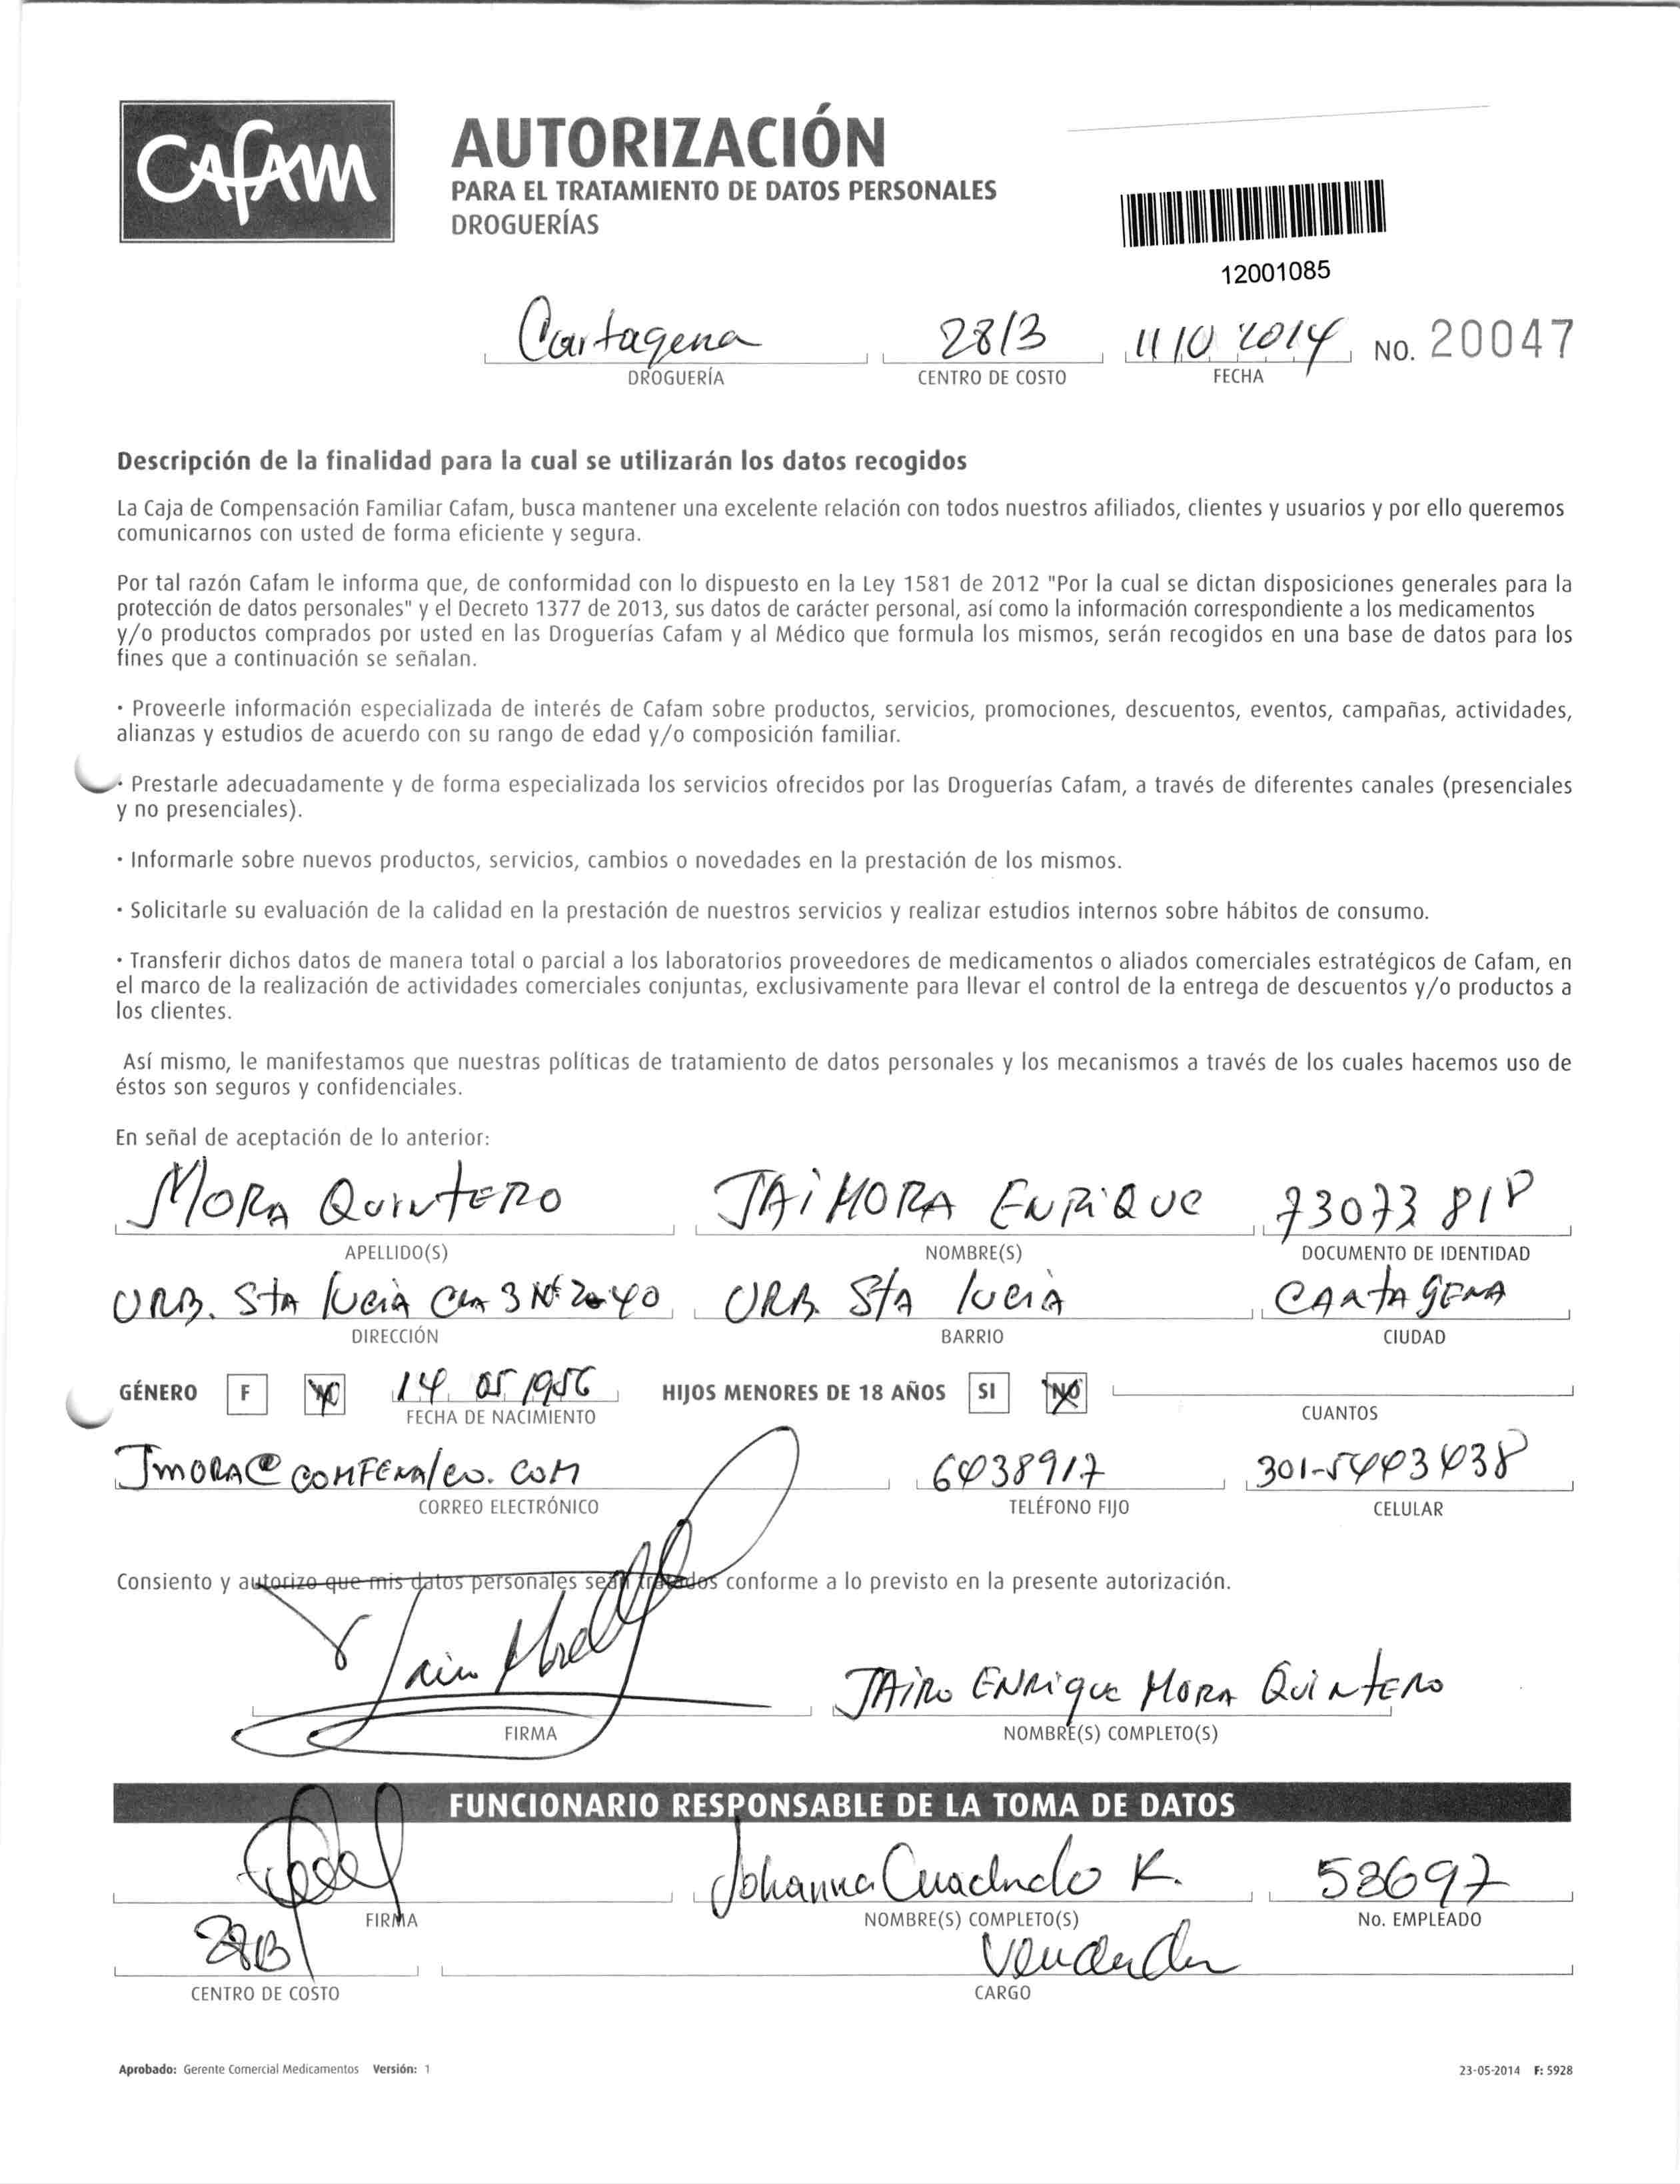 Cafam
AUTORIZACIÓN
PARA EL TRATAMIENTO DE DATOS PERSONALES
DROGUERÍAS
12001085
Cartagena 2813 11 10 2014 NO. 20047
DROGUERÍA CENTRO DE COSTO FECHA
Descripción de la finalidad para la cual se utilizarán los datos recogidos
La Caja de Compensación Familiar Cafam, busca mantener una excelente relación con todos nuestros afiliados, clientes y usuarios y por ello queremos
comunicarnos con usted de forma eficiente y segura.
Por tal razón Cafam le informa que, de conformidad con lo dispuesto en la Ley 1581 de 2012 "Por la cual se dictan disposiciones generales para la
protección de datos personales" y el Decreto 1377 de 2013, sus datos de carácter personal, así como la información correspondiente a los medicamentos
y/o productos comprados por usted en las Droguerías Cafam y al Médico que formula los mismos, serán recogidos en una base de datos para los
fines que a continuación se señalan.
· Proveerle información especializada de interés de Cafam sobre productos, servicios, promociones, descuentos, eventos, campañas, actividades,
alianzas y estudios de acuerdo con su rango de edad y/o composición familiar.
· Prestarle adecuadamente y de forma especializada los servicios ofrecidos por las Droguerías Cafam, a través de diferentes canales (presenciales
y no presenciales).
· Informarle sobre nuevos productos, servicios, cambios o novedades en la prestación de los mismos.
· Solicitarle su evaluación de la calidad en la prestación de nuestros servicios y realizar estudios internos sobre hábitos de consumo.
· Transferir dichos datos de manera total o parcial a los laboratorios proveedores de medicamentos o aliados comerciales estratégicos de Cafam, en
el marco de la realización de actividades comerciales conjuntas, exclusivamente para llevar el control de la entrega de descuentos y/o productos a
los clientes.
Así mismo, le manifestamos que nuestras políticas de tratamiento de datos personales y los mecanismos a través de los cuales hacemos uso de
éstos son seguros y confidenciales.
En señal de aceptación de lo anterior:
MORA QUINTERO JAIMORA ENRIQUE 73073818
APELLIDO(S) NOMBRE(S) DOCUMENTO DE IDENTIDAD
URB. Sta lucia 3 URB. Sta lucia CARTAGENA
DIRECCIÓN BARRIO CIUDAD
GÉNERO F 14 05 1956 HIJOS MENORES DE 18 AÑOS SI NO
FECHA DE NACIMIENTO CUANTOS
Jmora@comfenalco.com 6438917 301-5443438
CORREO ELECTRÓNICO TELÉFONO FIJO CELULAR
Consiento y autorizo que mis datos personales sean tratados conforme a lo previsto en la presente autorización.
JAIRO ENRIQUE MORA QUINTERO
FIRMA NOMBRE(S) COMPLETO(S)
FUNCIONARIO RESPONSABLE DE LA TOMA DE DATOS
Johanna Cuadrado K. 53697
FIRMA NOMBRE(S) COMPLETO(S) No. EMPLEADO
2813 Vendedor
CENTRO DE COSTO CARGO
Aprobado: Gerente Comercial Medicamentos Versión: 1 23-05-2014 F: 5928